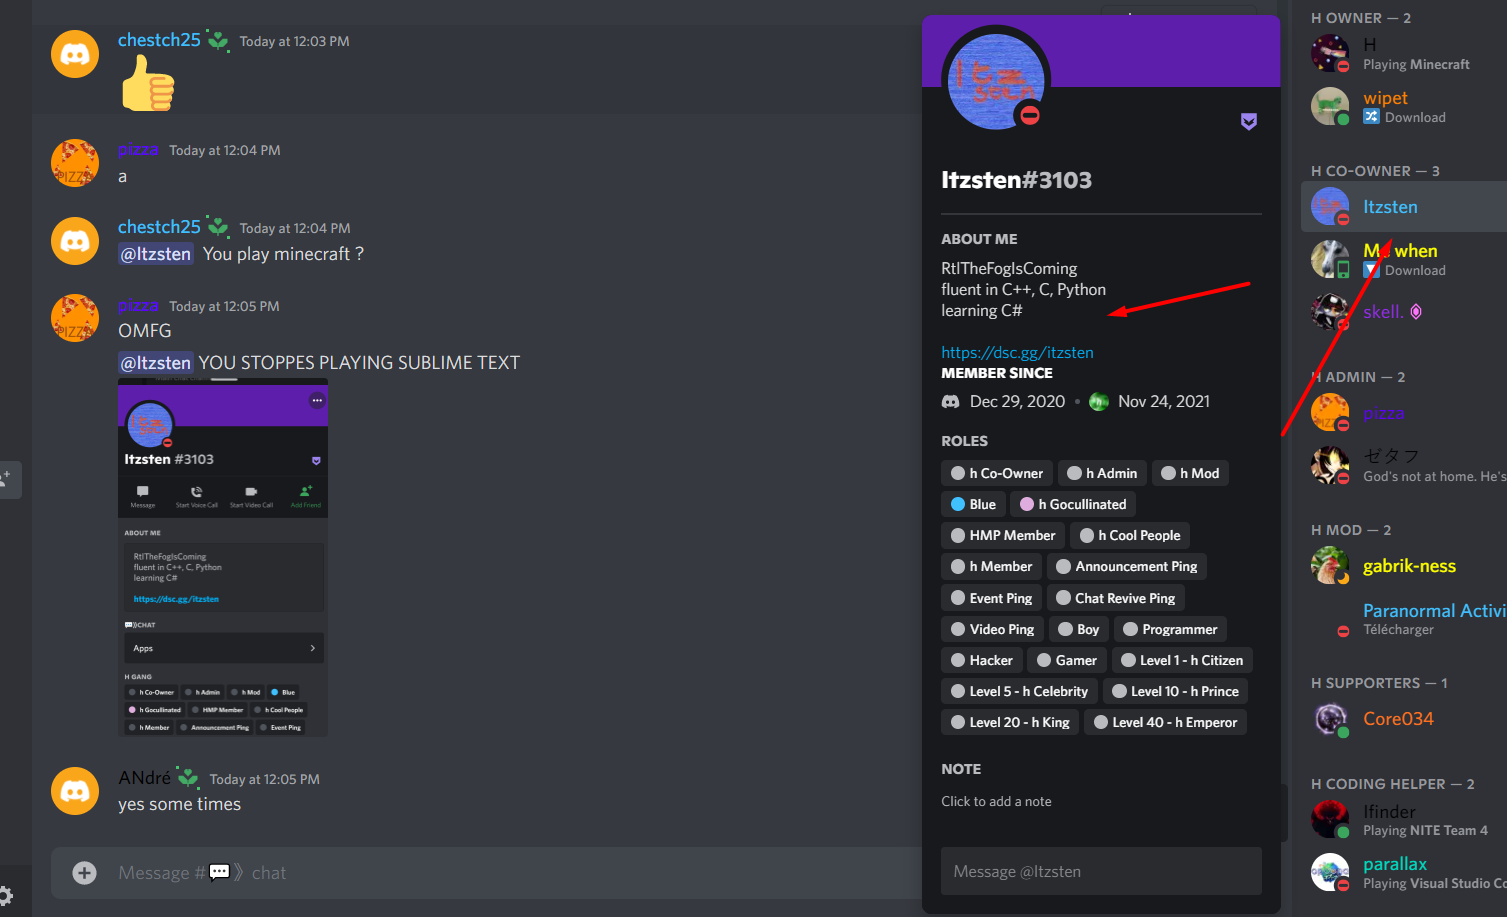 chestch25 Today at 12:03 PM
pizza Today at 12:04 PM
a
chestch25 Today at 12:04 PM
@Itzsten You play minecraft ?
pizza Today at 12:05 PM
OMFG
@Itzsten YOU STOPPES PLAYING SUBLIME TEXT
Itzsten #3103
Message Start Voice Call Start Video Call Add Friend
ABOUT ME
RtlTheFogIsComing
fluent in C++, C, Python
learning C#
https://dsc.gg/itzsten
💬》CHAT
Apps
H GANG
h Co-Owner h Admin h Mod Blue
h Gocullinated HMP Member h Cool People
h Member Announcement Ping Event Ping
ANdré Today at 12:05 PM
yes some times
Message #💬》chat
Itz
Itzsten#3103
ABOUT ME
RtlTheFogIsComing
fluent in C++, C, Python
learning C#
https://dsc.gg/itzsten
MEMBER SINCE
Dec 29, 2020 • Nov 24, 2021
ROLES
h Co-Owner h Admin h Mod
Blue h Gocullinated
HMP Member h Cool People
h Member Announcement Ping
Event Ping Chat Revive Ping
Video Ping Boy Programmer
Hacker Gamer Level 1 - h Citizen
Level 5 - h Celebrity Level 10 - h Prince
Level 20 - h King Level 40 - h Emperor
NOTE
Click to add a note
Message @Itzsten
H OWNER — 2
H
Playing Minecraft
wipet
Download
H CO-OWNER — 3
Itzsten
when
Download
skell.
H ADMIN — 2
PIZZA
pizza
ゼタフ
God's not at home. He's
H MOD — 2
gabrik-ness
Paranormal Activi
Télécharger
H SUPPORTERS — 1
Core034
H CODING HELPER — 2
Ifinder
Playing NITE Team 4
parallax
Playing Visual Studio Co